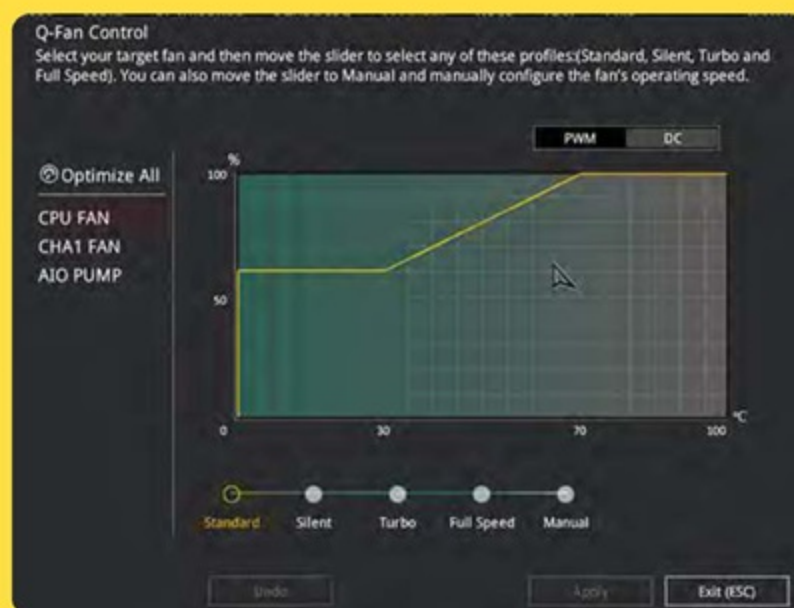 Q-Fan Control
Select your target fan and then move the slider to select any of these profiles:(Standard, Silent, Turbo and
Full Speed). You can also move the slider to Manual and manually configure the fan's operating speed.
PWM DC
Optimize All
CPU FAN
CHA1 FAN
AIO PUMP
%
100
50
°C
0 30 70 100
Standard Silent Turbo Full Speed Manual
Undo Apply Exit (ESC)